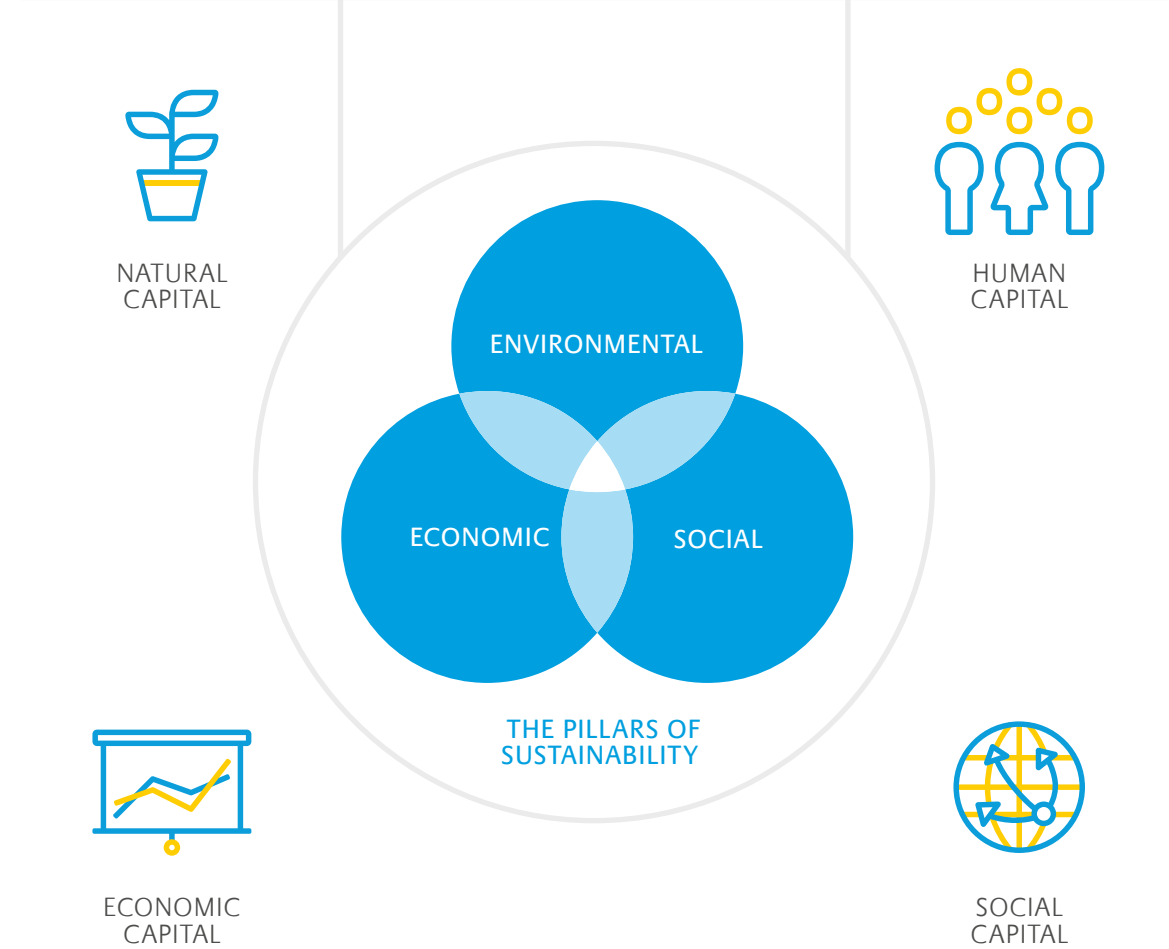 NATURAL
CAPITAL
HUMAN
CAPITAL
ENVIRONMENTAL
ECONOMIC
SOCIAL
THE PILLARS OF
SUSTAINABILITY
ECONOMIC
CAPITAL
SOCIAL
CAPITAL